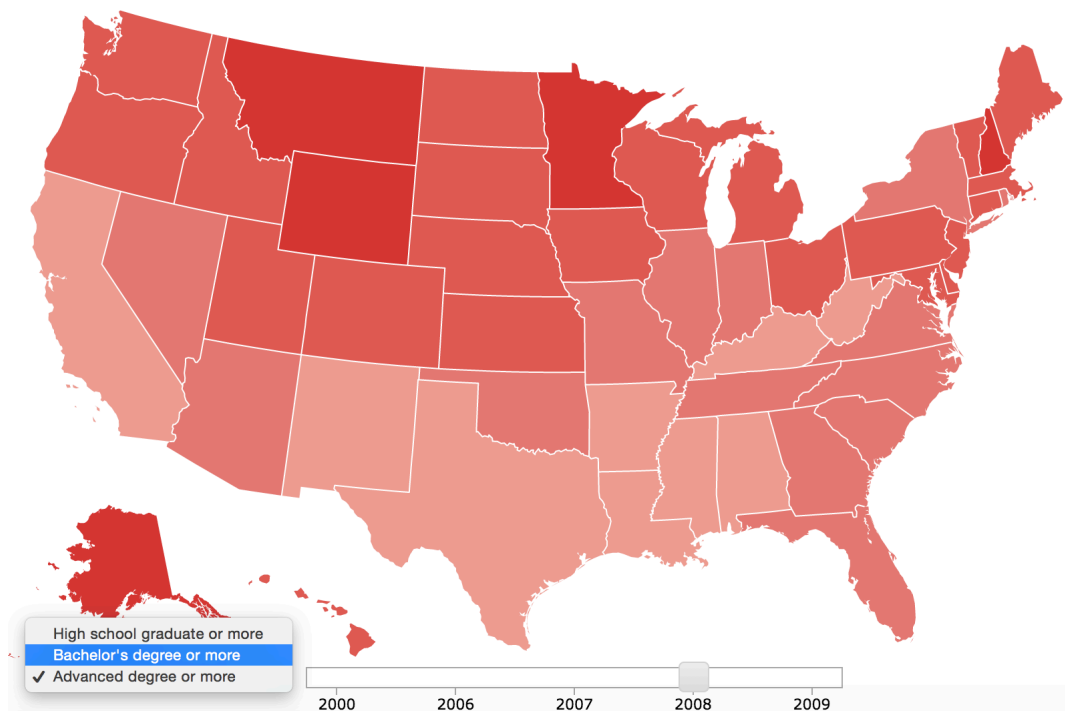 High school graduate or more
Bachelor's degree or more
✓ Advanced degree or more
2000 2006 2007 2008 2009